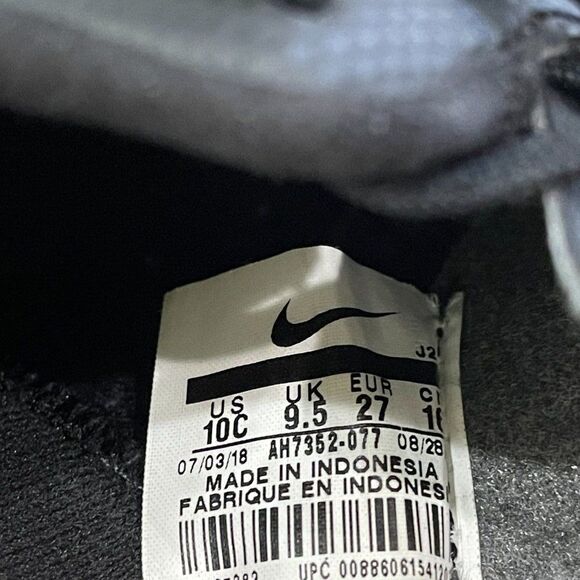 US UK EUR
10C 9.5 27
07/03/18 AH7352-077 08/28
MADE IN INDONESIA
FABRIQUE EN
UPC